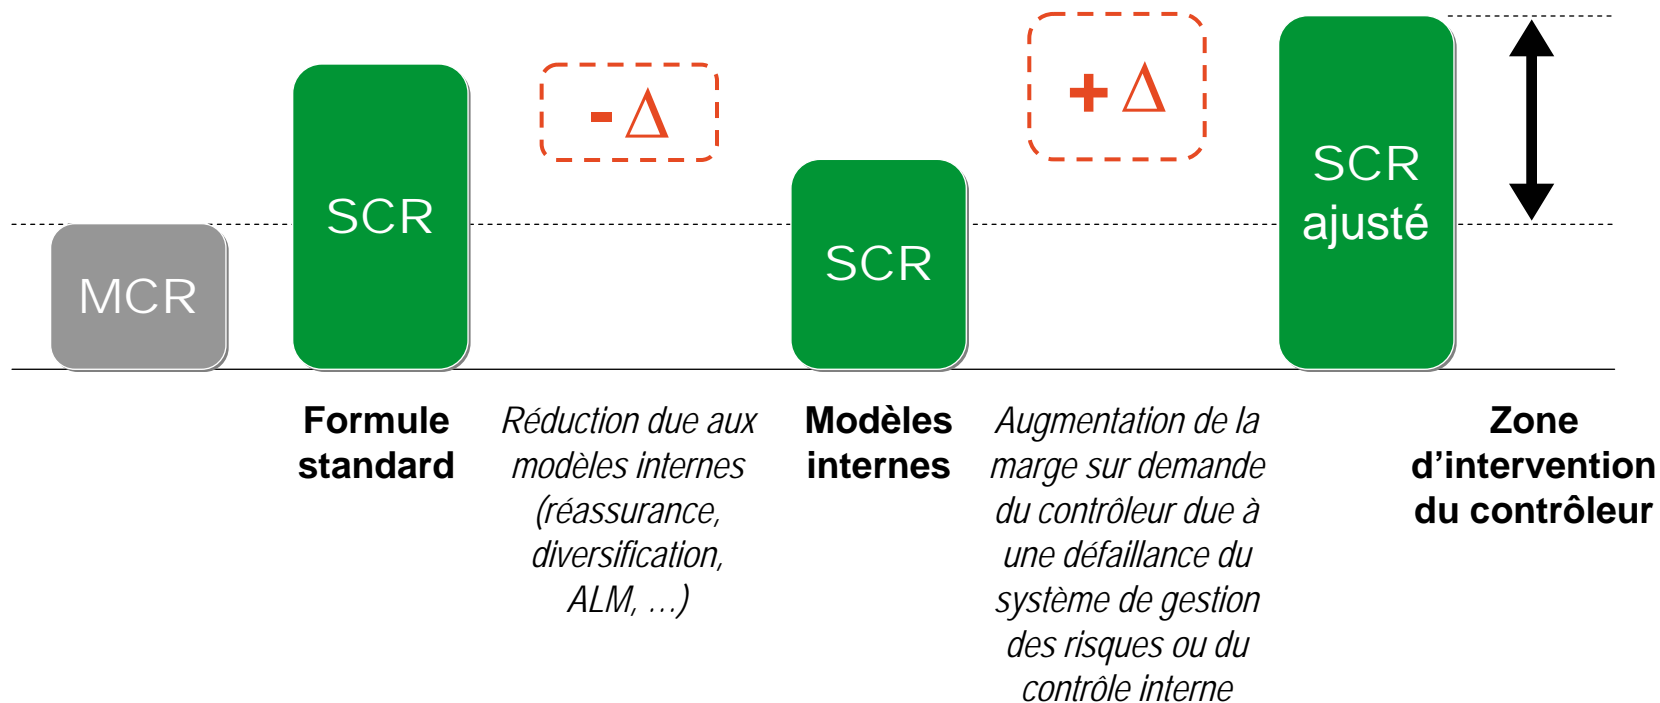 - Δ
+ Δ
MCR
SCR
SCR
SCR
ajusté
Formule
standard
Réduction due aux
modèles internes
(réassurance,
diversification,
ALM, …)
Modèles
internes
Augmentation de la
marge sur demande
du contrôleur due à
une défaillance du
système de gestion
des risques ou du
contrôle interne
Zone
d’intervention
du contrôleur